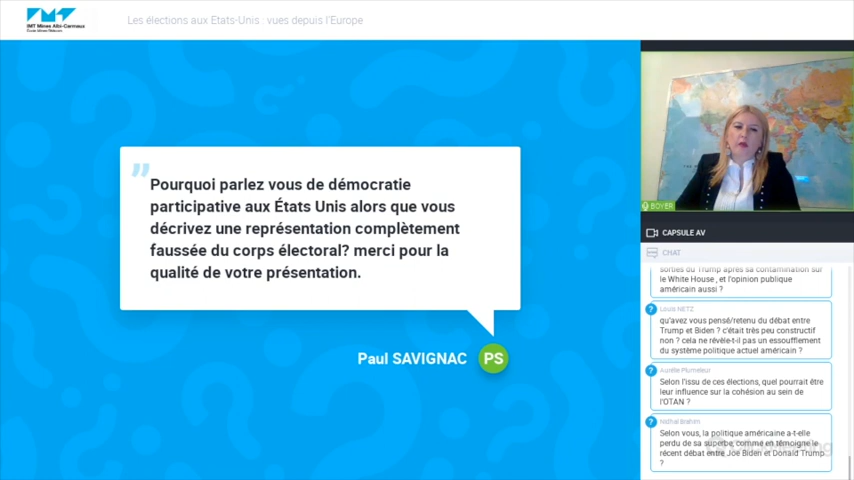 IMT Mines Albi-Carmaux
École Mines-Télécom
Les élections aux États-Unis : vues depuis l'Europe
Pourquoi parlez vous de démocratie
participative aux États Unis alors que vous
décrivez une représentation complètement
faussée du corps électoral? merci pour la
qualité de votre présentation.
Paul SAVIGNAC
PS
BOYER
CAPSULE AV
CHAT
sorties du Trump après sa contamination sur
le White House , et l'opinion publique
américain aussi ?
Louis NETZ
qu'avez vous pensé/retenu du débat entre
Trump et Biden ? c'était très peu constructif
non ? cela ne révèle-t-il pas un essoufflement
du système politique actuel américain ?
Aurélie Plumeleur
Selon l'issu de ces élections, quel pourrait être
leur influence sur la cohésion au sein de
l'OTAN ?
Nidhal Brahim
Selon vous, la politique américaine a-t-elle
perdu de sa superbe comme en témoigne le
récent débat entre Joe Biden et Donald Trump
?